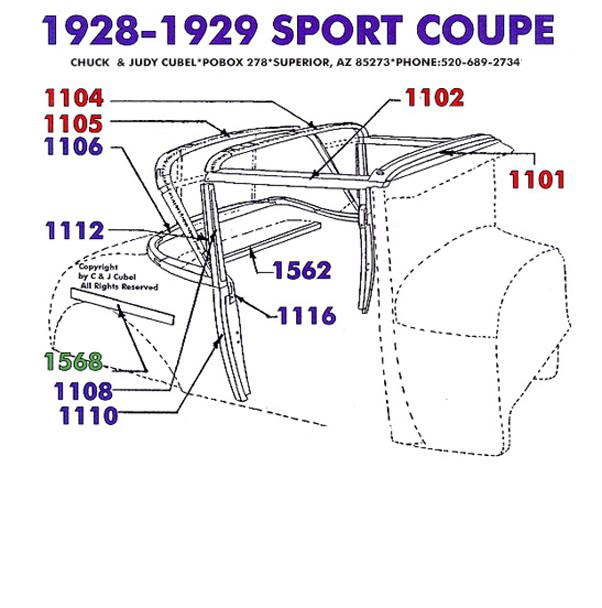 1928-1929 SPORT COUPE
CHUCK & JUDY CUBEL*POBOX 278*SUPERIOR, AZ 85273*PHONE:520-689-2734
1104
1102
1105
1106
1101
1112
1562
Copyright
by C & J Cubel
All Rights Reserved
1116
1568
1108
1110